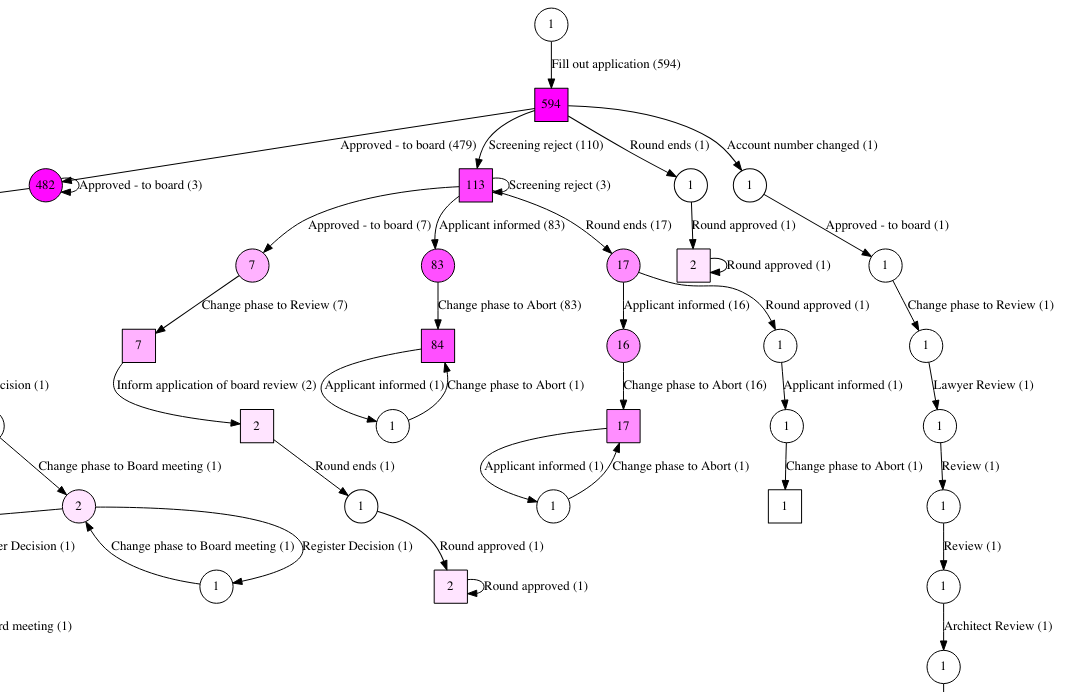 1
Fill out application (594)
594
Approved - to board (479)
Screening reject (110)
Round ends (1)
Account number changed (1)
482
Approved - to board (3)
113
Screening reject (3)
1
1
Approved - to board (7)
Applicant informed (83)
Round ends (17)
Round approved (1)
Approved - to board (1)
7
83
17
2
Round approved (1)
1
Change phase to Review (7)
Change phase to Abort (83)
Applicant informed (16)
Round approved (1)
Change phase to Review (1)
7
84
16
1
1
cision (1)
Inform application of board review (2)
Applicant informed (1)
Change phase to Abort (1)
Change phase to Abort (16)
Applicant informed (1)
Lawyer Review (1)
2
1
17
1
1
Change phase to Board meeting (1)
Round ends (1)
Applicant informed (1)
Change phase to Abort (1)
Change phase to Abort (1)
Review (1)
2
1
1
1
1
er Decision (1)
Change phase to Board meeting (1)
Register Decision (1)
Round approved (1)
Review (1)
1
2
Round approved (1)
1
rd meeting (1)
Architect Review (1)
1